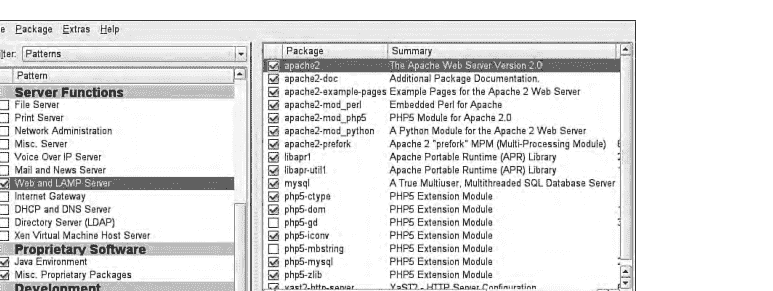 e Package Extras Help
lter: Patterns
Pattern
Server Functions
File Server
Print Server
Network Administration
Misc. Server
Voice Over IP Server
Mail and News Server
Web and LAMP Server
Internet Gateway
DHCP and DNS Server
Directory Server (LDAP)
Xen Virtual Machine Host Server
Proprietary Software
Java Environment
Misc. Proprietary Packages
Development
Package Summary
apache2 The Apache Web Server Version 2.0
apache2-doc Additional Package Documentation.
apache2-example-pages Example Pages for the Apache 2 Web Server
apache2-mod_perl Embedded Perl for Apache
apache2-mod_php5 PHP5 Module for Apache 2.0
apache2-mod_python A Python Module for the Apache 2 Web Server
apache2-prefork Apache 2 "prefork" MPM (Multi-Processing Module)
libapr1 Apache Portable Runtime (APR) Library
libapr-util1 Apache Portable Runtime (APR) Library
mysql A True Multiuser, Multithreaded SQL Database Server
php5-ctype PHP5 Extension Module
php5-dom PHP5 Extension Module
php5-gd PHP5 Extension Module
php5-iconv PHP5 Extension Module
php5-mbstring PHP5 Extension Module
php5-mysql PHP5 Extension Module
php5-zlib PHP5 Extension Module
yast2-http-server YaST2 - HTTP Server Configuration